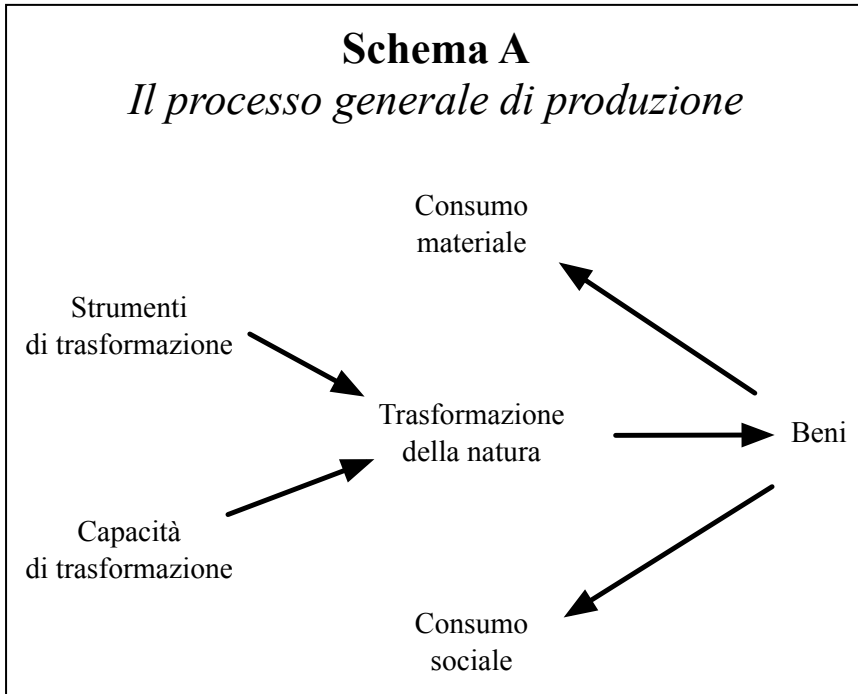 Schema A
Il processo generale di produzione
Consumo
materiale
Strumenti
di trasformazione
Trasformazione
della natura
Beni
Capacità
di trasformazione
Consumo
sociale